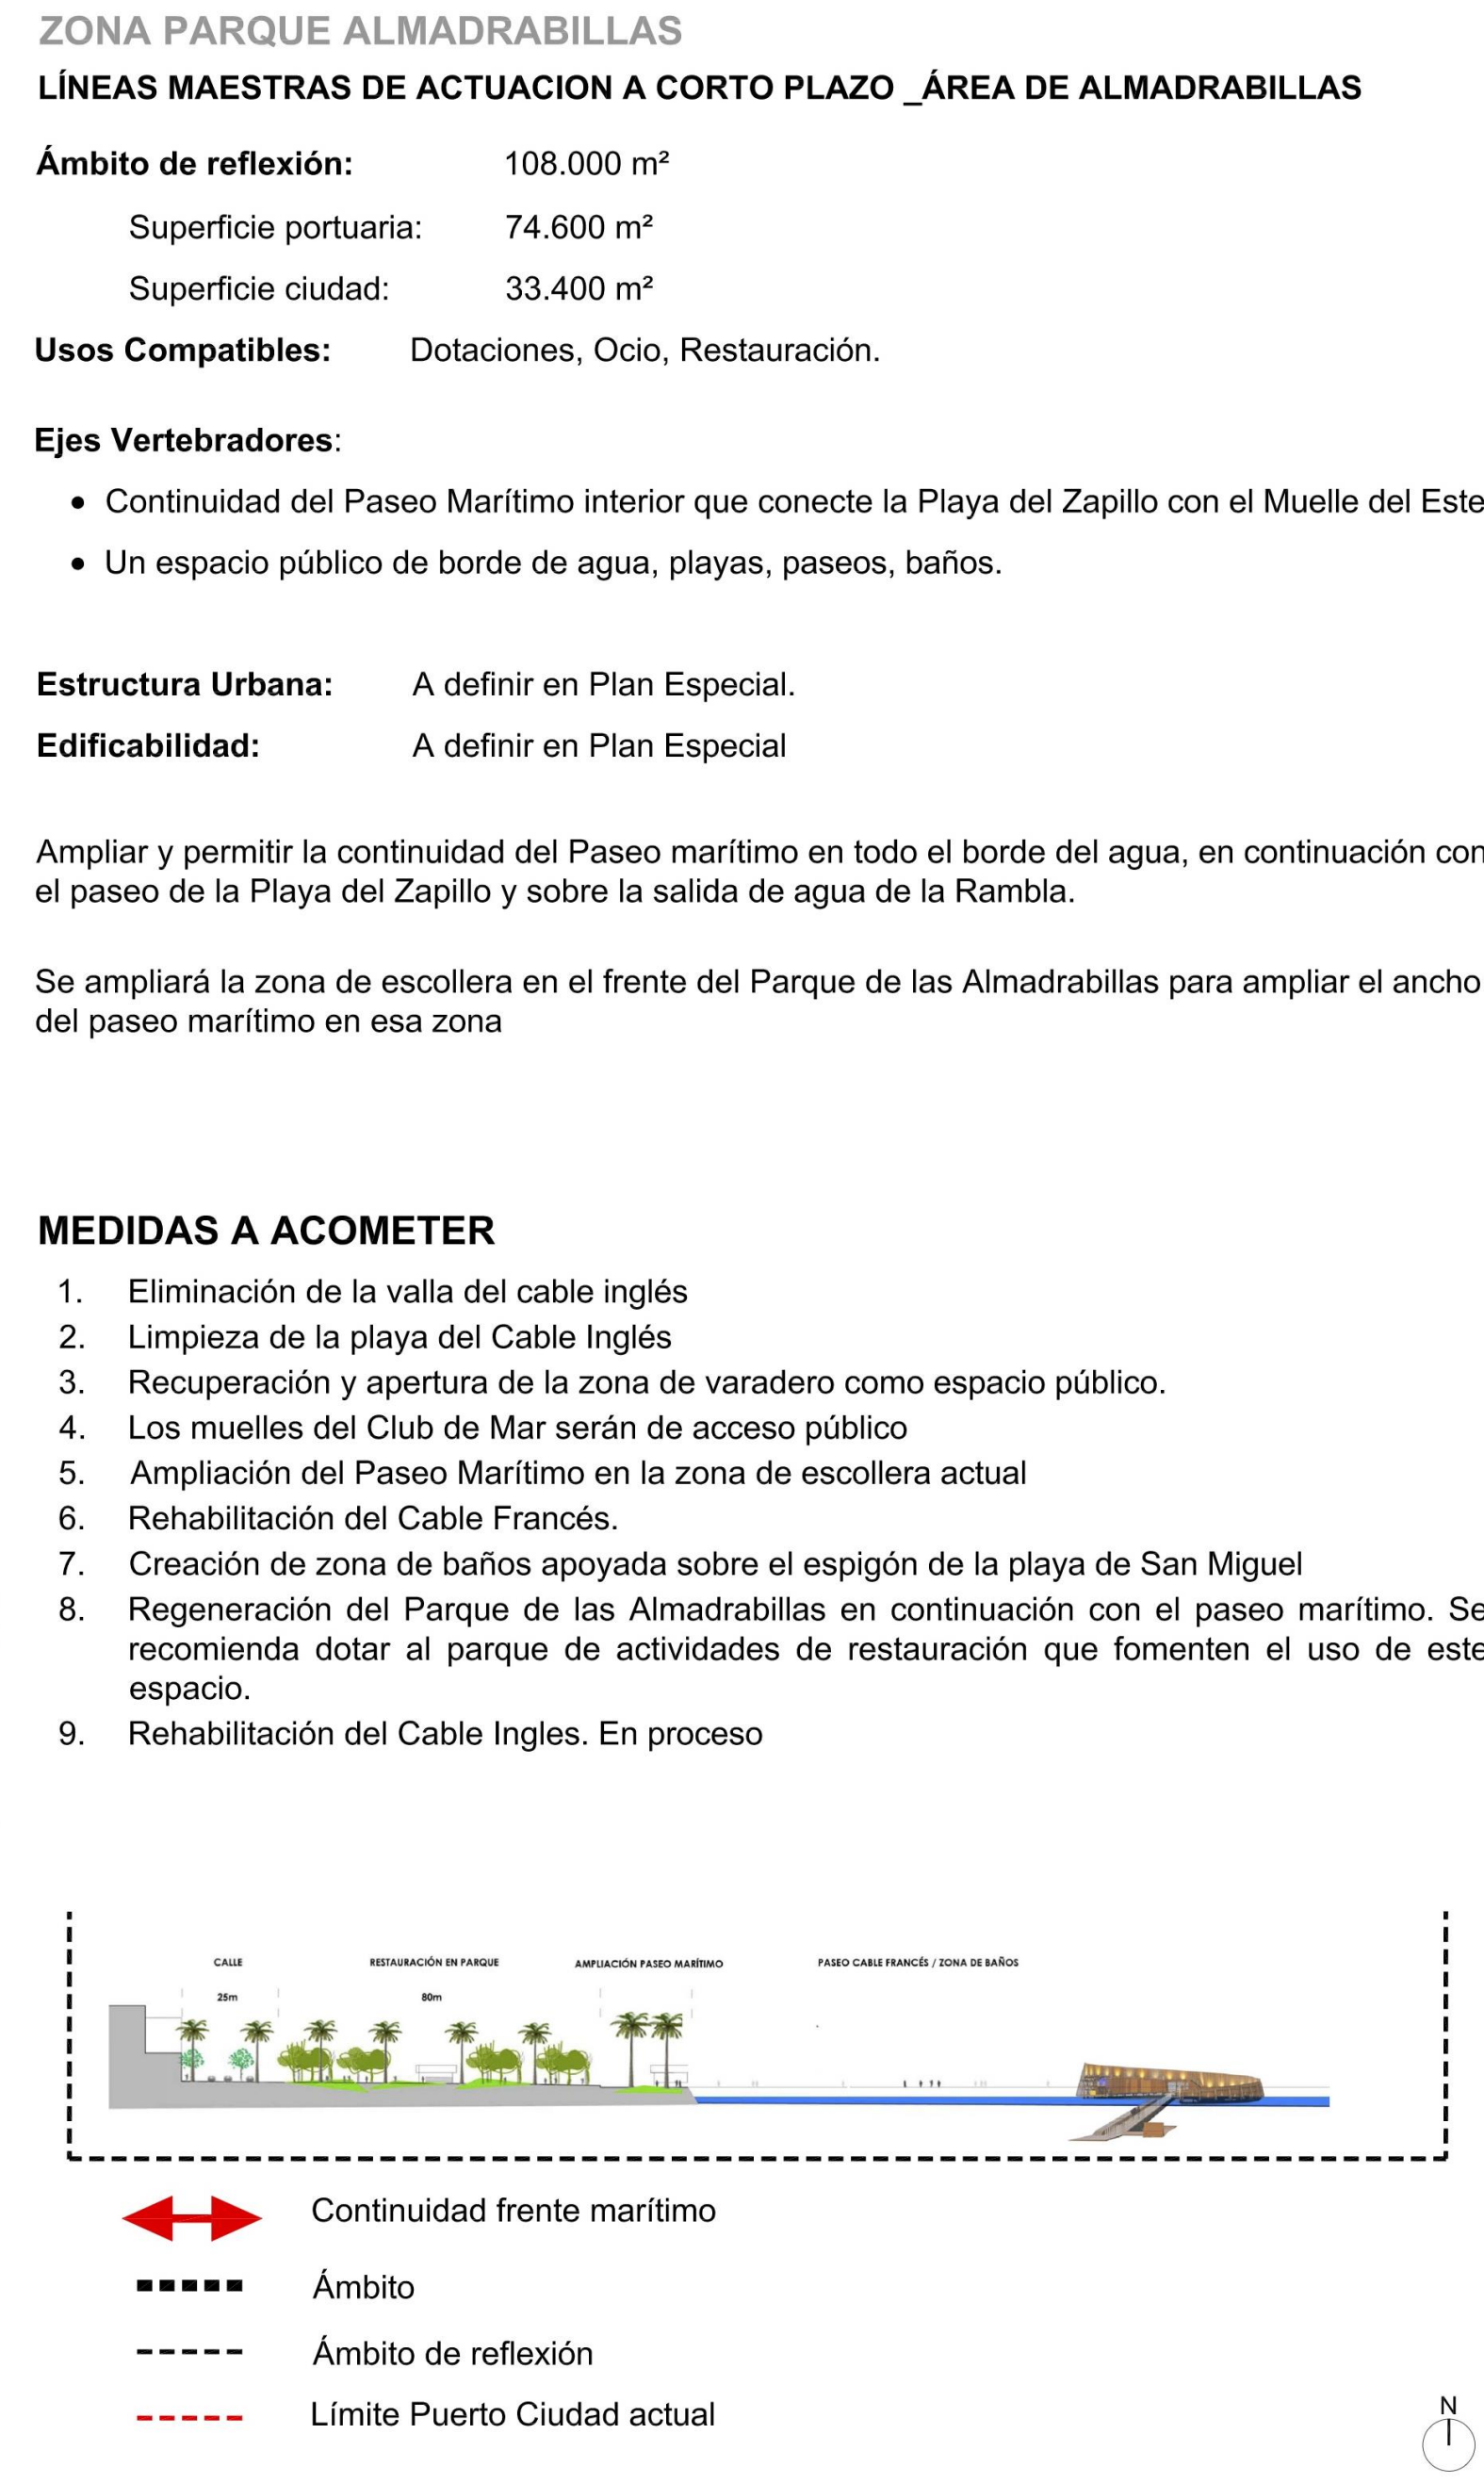 ZONA PARQUE ALMADRABILLAS
LÍNEAS MAESTRAS DE ACTUACION A CORTO PLAZO _ÁREA DE ALMADRABILLAS
Ámbito de reflexión: 108.000 m²
Superficie portuaria: 74.600 m²
Superficie ciudad: 33.400 m²
Usos Compatibles: Dotaciones, Ocio, Restauración.
Ejes Vertebradores:
• Continuidad del Paseo Marítimo interior que conecte la Playa del Zapillo con el Muelle del Este
• Un espacio público de borde de agua, playas, paseos, baños.
Estructura Urbana: A definir en Plan Especial.
Edificabilidad: A definir en Plan Especial
Ampliar y permitir la continuidad del Paseo marítimo en todo el borde del agua, en continuación con
el paseo de la Playa del Zapillo y sobre la salida de agua de la Rambla.
Se ampliará la zona de escollera en el frente del Parque de las Almadrabillas para ampliar el ancho
del paseo marítimo en esa zona
MEDIDAS A ACOMETER
1. Eliminación de la valla del cable inglés
2. Limpieza de la playa del Cable Inglés
3. Recuperación y apertura de la zona de varadero como espacio público.
4. Los muelles del Club de Mar serán de acceso público
5. Ampliación del Paseo Marítimo en la zona de escollera actual
6. Rehabilitación del Cable Francés.
7. Creación de zona de baños apoyada sobre el espigón de la playa de San Miguel
8. Regeneración del Parque de las Almadrabillas en continuación con el paseo marítimo. Se
recomienda dotar al parque de actividades de restauración que fomenten el uso de este
espacio.
9. Rehabilitación del Cable Ingles. En proceso
CALLE RESTAURACIÓN EN PARQUE AMPLIACIÓN PASEO MARÍTIMO PASEO CABLE FRANCÉS / ZONA DE BAÑOS
25m 80m
Continuidad frente marítimo
Ámbito
Ámbito de reflexión
Límite Puerto Ciudad actual
N